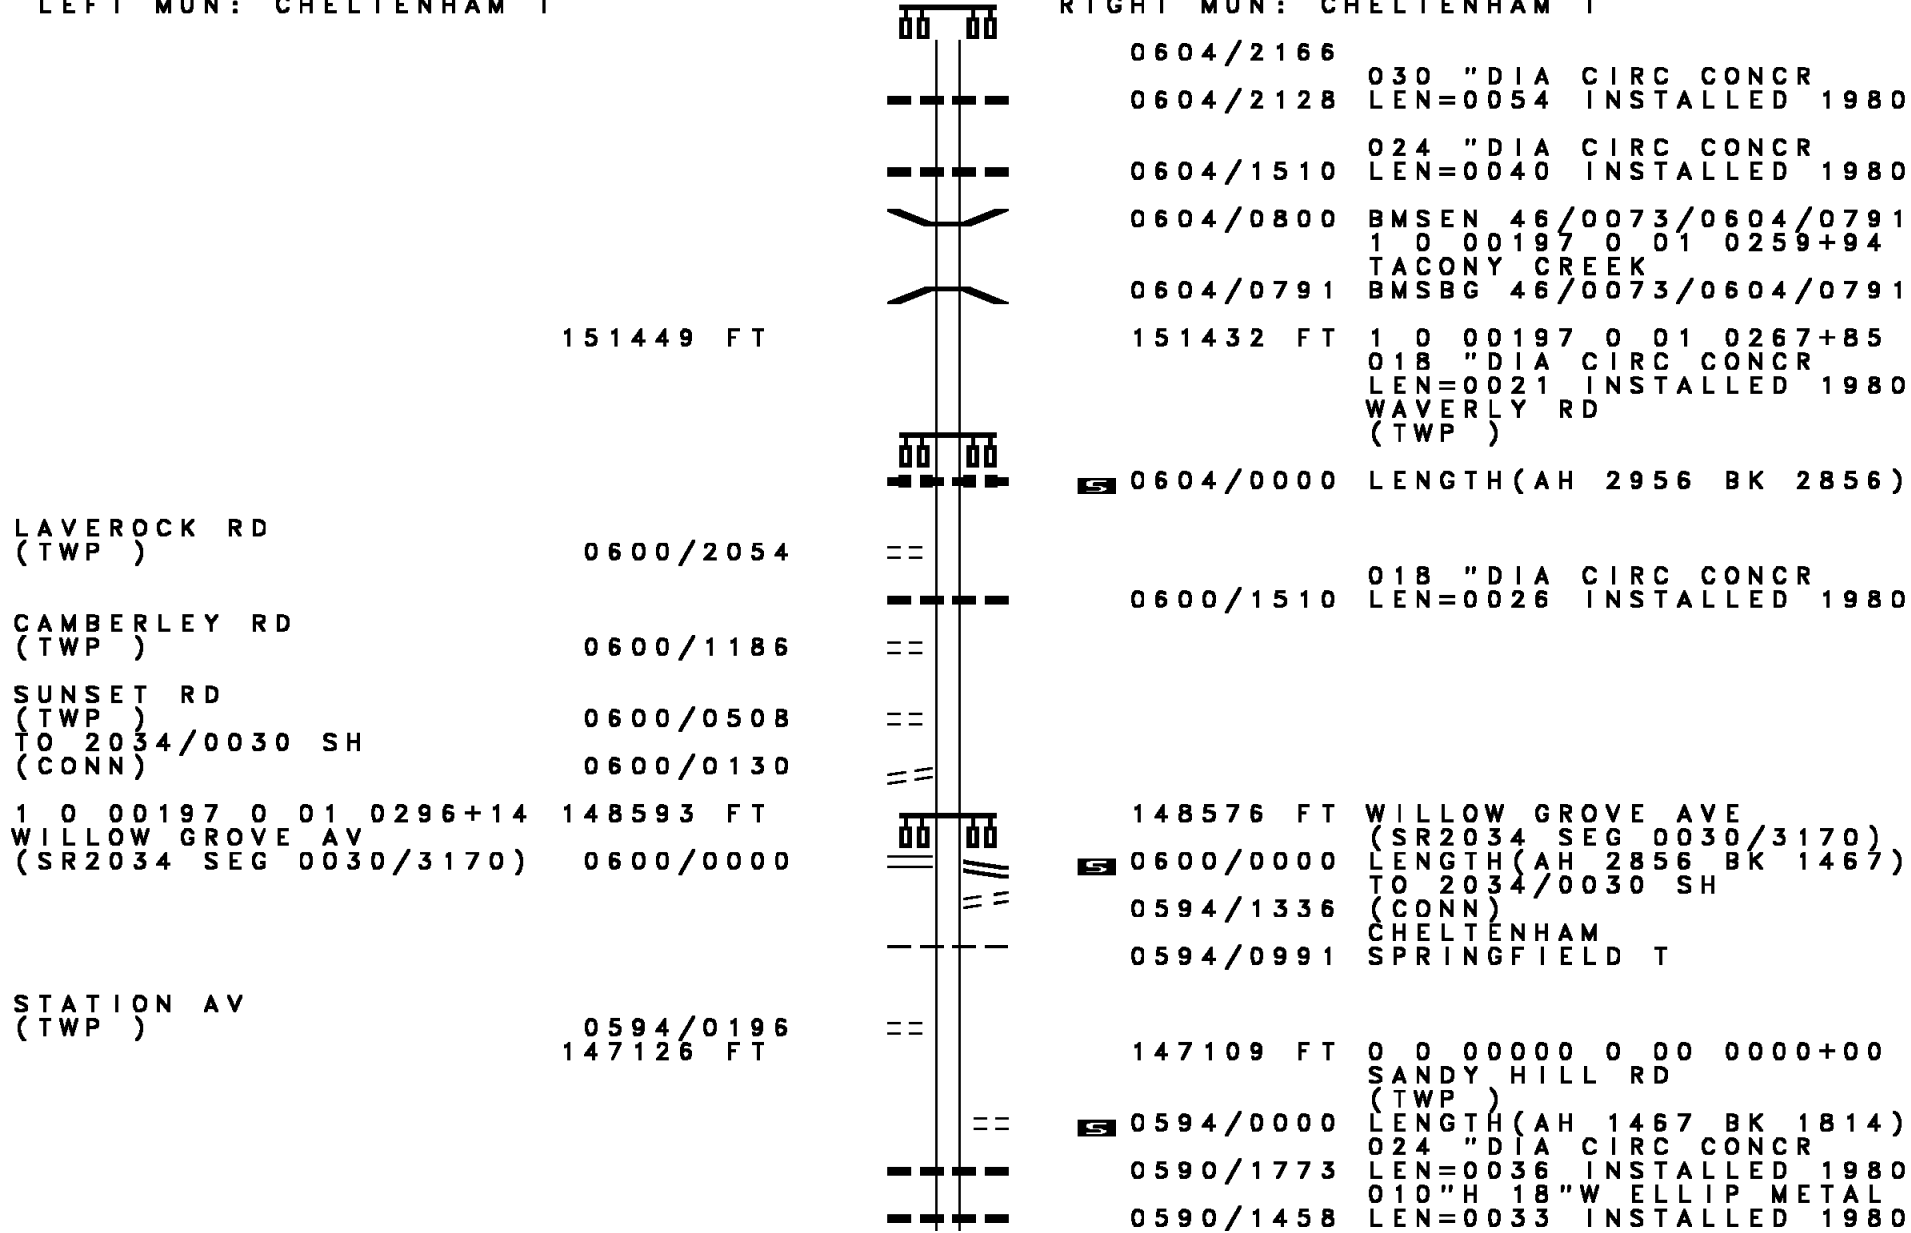 LEFT MUN: CHELTENHAM T RIGHT MUN: CHELTENHAM T
0604/2166
030 "DIA CIRC CONCR
0604/2128 LEN=0054 INSTALLED 1980
024 "DIA CIRC CONCR
0604/1510 LEN=0040 INSTALLED 1980
0604/0800 BMSEN 46/0073/0604/0791
1 0 00197 0 01 0259+94
TACONY CREEK
0604/0791 BMSBG 46/0073/0604/0791
151449 FT 151432 FT 1 0 00197 0 01 0267+85
018 "DIA CIRC CONCR
LEN=0021 INSTALLED 1980
WAVERLY RD
(TWP )
S 0604/0000 LENGTH(AH 2956 BK 2856)
LAVEROCK RD
(TWP ) 0600/2054
018 "DIA CIRC CONCR
0600/1510 LEN=0026 INSTALLED 1980
CAMBERLEY RD
(TWP ) 0600/1186
SUNSET RD
(TWP ) 0600/0508
TO 2034/0030 SH
(CONN) 0600/0130
1 0 00197 0 01 0296+14 148593 FT 148576 FT WILLOW GROVE AVE
WILLOW GROVE AV (SR2034 SEG 0030/3170)
(SR2034 SEG 0030/3170) 0600/0000 S 0600/0000 LENGTH(AH 2856 BK 1467)
TO 2034/0030 SH
0594/1336 (CONN)
CHELTENHAM
0594/0991 SPRINGFIELD T
STATION AV
(TWP ) 0594/0196
147126 FT 147109 FT 0 0 00000 0 00 0000+00
SANDY HILL RD
(TWP )
S 0594/0000 LENGTH(AH 1467 BK 1814)
024 "DIA CIRC CONCR
0590/1773 LEN=0036 INSTALLED 1980
010"H 18"W ELLIP METAL
0590/1458 LEN=0033 INSTALLED 1980